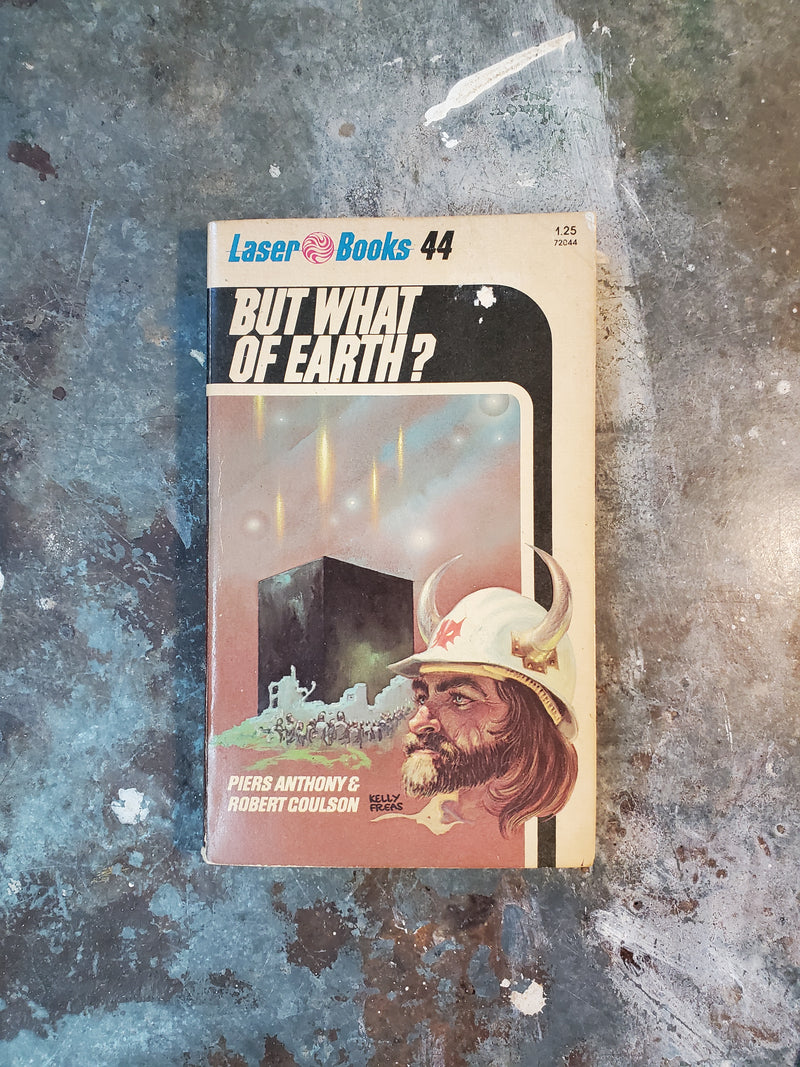 Laser Books 44
1.25
72044
BUT WHAT
OF EARTH?
PIERS ANTHONY &
ROBERT COULSON
KELLY
FREAS